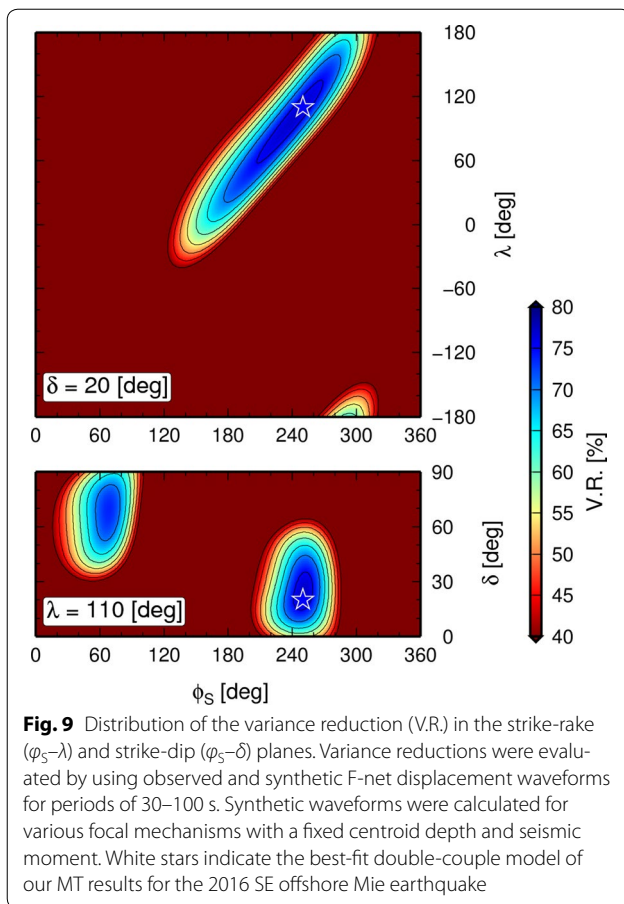 180
120
60
0
−60
−120
−180
λ [deg]
δ = 20 [deg]
0 60 120 180 240 300 360
90
60
30
0
δ [deg]
λ = 110 [deg]
0 60 120 180 240 300 360
ϕS [deg]
80
75
70
65
60
55
50
45
40
V.R. [%]
Fig. 9 Distribution of the variance reduction (V.R.) in the strike-rake
(φS–λ) and strike-dip (φS–δ) planes. Variance reductions were evalu-
ated by using observed and synthetic F-net displacement waveforms
for periods of 30–100 s. Synthetic waveforms were calculated for
various focal mechanisms with a fixed centroid depth and seismic
moment. White stars indicate the best-fit double-couple model of
our MT results for the 2016 SE offshore Mie earthquake